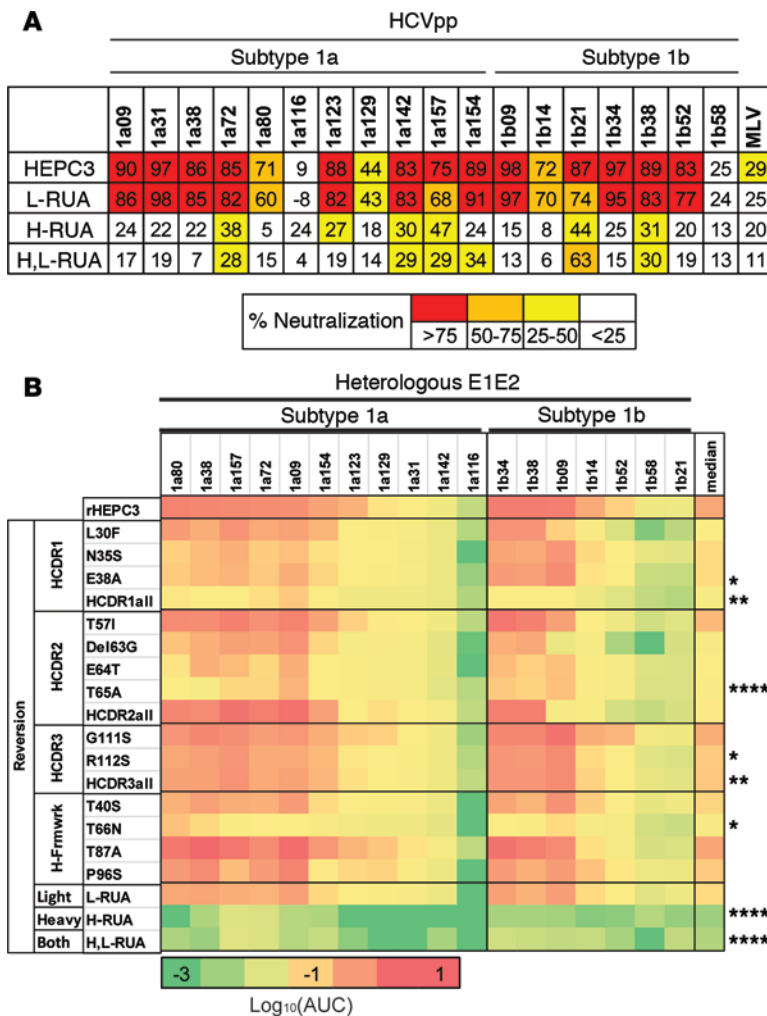 A
HCVpp
Subtype 1a Subtype 1b
1a09 1a31 1a38 1a72 1a80 1a116 1a123 1a129 1a142 1a157 1a154 1b09 1b14 1b21 1b34 1b38 1b52 1b58 MLV
HEPC3 90 97 86 85 71 9 88 44 83 75 89 98 72 87 97 89 83 25 29
L-RUA 86 98 85 82 60 -8 82 43 83 68 91 97 70 74 95 83 77 24 25
H-RUA 24 22 22 38 5 24 27 18 30 47 24 15 8 44 25 31 20 13 20
H,L-RUA 17 19 7 28 15 4 19 14 29 29 34 13 6 63 15 30 19 13 11
% Neutralization
>75 50-75 25-50 <25
B
Heterologous E1E2
Subtype 1a Subtype 1b
1a80 1a38 1a157 1a72 1a09 1a154 1a123 1a129 1a31 1a142 1a116 1b34 1b38 1b09 1b14 1b52 1b58 1b21 median
rHEPC3
Reversion
HCDR1
L30F
N35S
E38A *
HCDR1all **
HCDR2
T57I
Del63G
E64T
T65A ****
HCDR2all
HCDR3
G111S
R112S *
HCDR3all **
H-Frmwrk
T40S
T66N *
T87A
P96S
Light L-RUA
Heavy H-RUA ****
Both H,L-RUA ****
-3 -1 1
Log10(AUC)